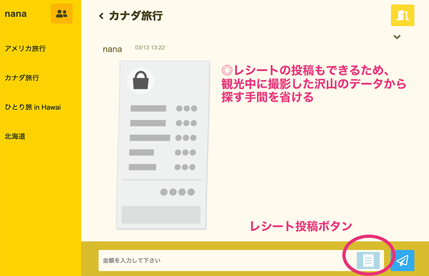 nana
アメリカ旅行
カナダ旅行
ひとり旅 in Hawai
北海道
カナダ旅行
nana 03/13 13:22
◎レシートの投稿もできるため、
観光中に撮影した沢山のデータから
探す手間を省ける
レシート投稿ボタン
金額を入力して下さい